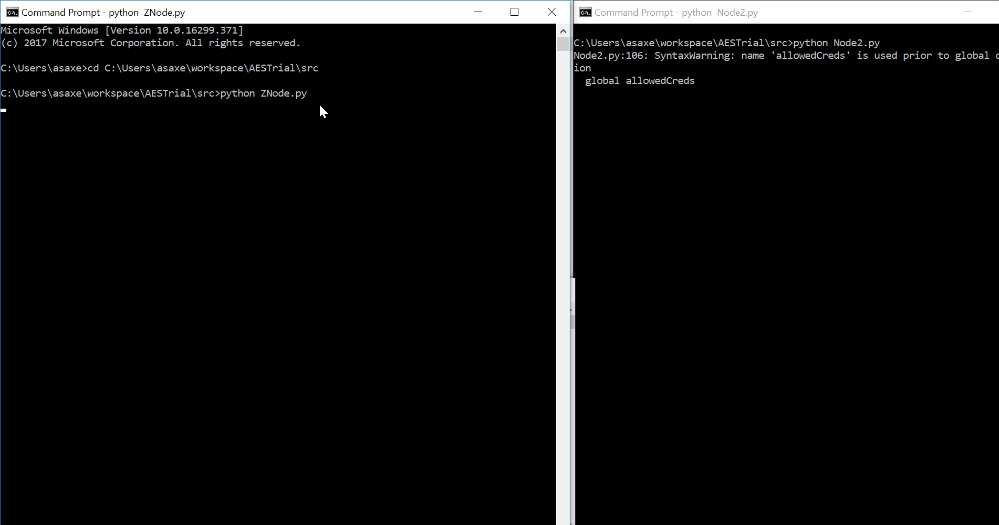 Command Prompt - python  ZNode.py
Microsoft Windows [Version 10.0.16299.371]
(c) 2017 Microsoft Corporation. All rights reserved.
C:\Users\asaxe>cd C:\Users\asaxe\workspace\AESTrial\src
C:\Users\asaxe\workspace\AESTrial\src>python ZNode.py
Command Prompt - python  Node2.py
C:\Users\asaxe\workspace\AESTrial\src>python Node2.py
Node2.py:106: SyntaxWarning: name 'allowedCreds' is used prior to global
ion
  global allowedCreds